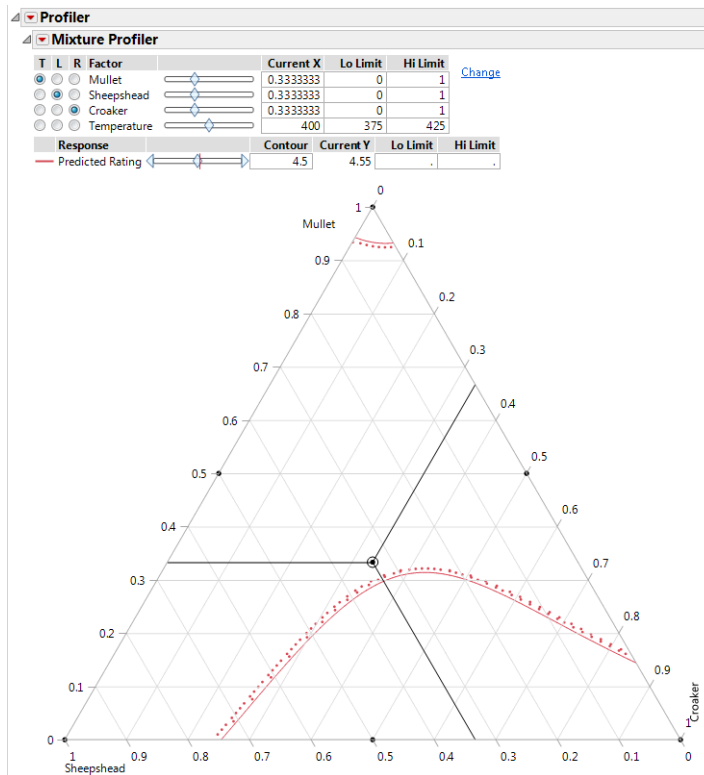 Profiler
Mixture Profiler
T L R Factor Current X Lo Limit Hi Limit
Mullet 0.3333333 0 1 Change
Sheepshead 0.3333333 0 1
Croaker 0.3333333 0 1
Temperature 400 375 425
Response Contour Current Y Lo Limit Hi Limit
Predicted Rating 4.5 4.55 . .
0
1
Mullet
0.1
0.9
0.2
0.8
0.3
0.7
0.4
0.6
0.5
0.5
0.6
0.4
0.7
0.3
0.8
0.2
0.9
0.1
Croaker
1
0
1 0.9 0.8 0.7 0.6 0.5 0.4 0.3 0.2 0.1 0
Sheepshead